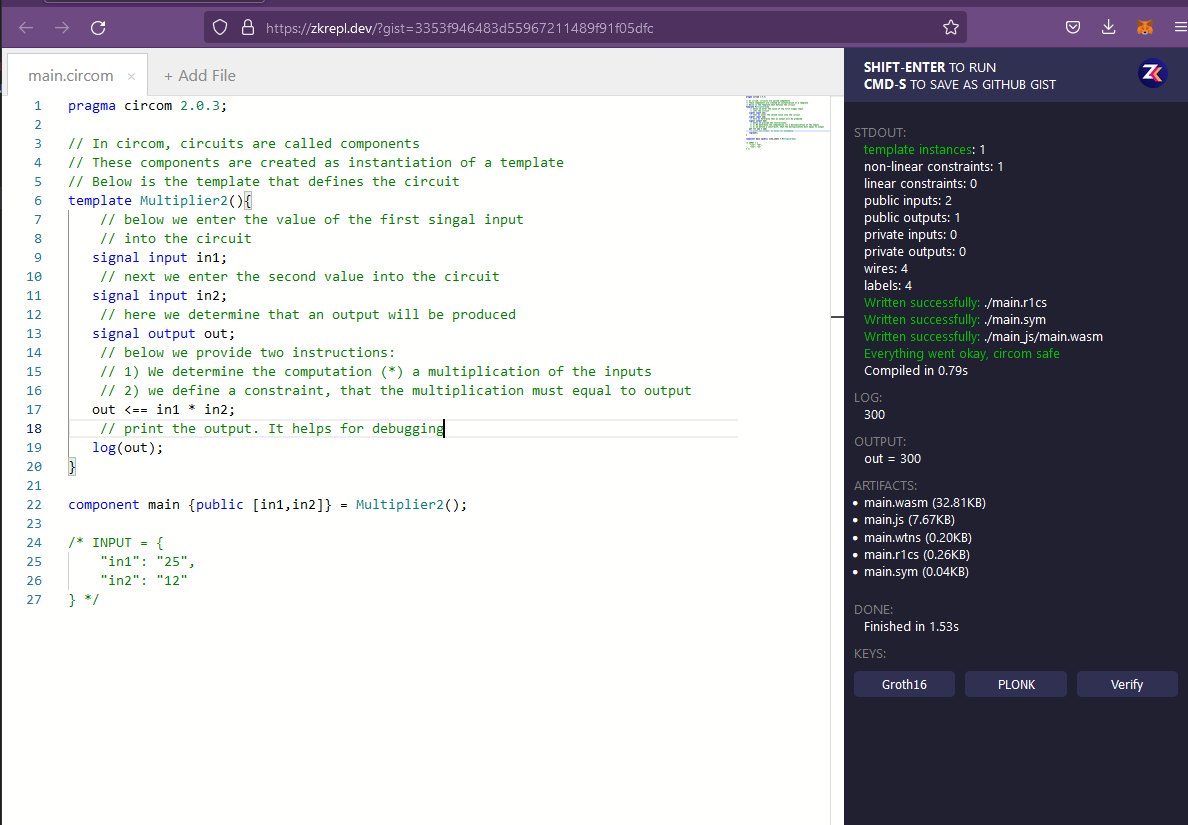 https://zkrepl.dev/?gist=3353f946483d55967211489f91f05dfc
main.circom ×
+ Add File
1 pragma circom 2.0.3;
2
3 // In circom, circuits are called components
4 // These components are created as instantiation of a template
5 // Below is the template that defines the circuit
6 template Multiplier2(){
7 // below we enter the value of the first singal input
8 // into the circuit
9 signal input in1;
10 // next we enter the second value into the circuit
11 signal input in2;
12 // here we determine that an output will be produced
13 signal output out;
14 // below we provide two instructions:
15 // 1) We determine the computation (*) a multiplication of the inputs
16 // 2) we define a constraint, that the multiplication must equal to output
17 out <== in1 * in2;
18 // print the output. It helps for debugging
19 log(out);
20 }
21
22 component main {public [in1,in2]} = Multiplier2();
23
24 /* INPUT = {
25 "in1": "25",
26 "in2": "12"
27 } */
SHIFT-ENTER TO RUN
CMD-S TO SAVE AS GITHUB GIST
STDOUT:
template instances: 1
non-linear constraints: 1
linear constraints: 0
public inputs: 2
public outputs: 1
private inputs: 0
private outputs: 0
wires: 4
labels: 4
Written successfully: ./main.r1cs
Written successfully: ./main.sym
Written successfully: ./main_js/main.wasm
Everything went okay, circom safe
Compiled in 0.79s
LOG:
300
OUTPUT:
out = 300
ARTIFACTS:
• main.wasm (32.81KB)
• main.js (7.67KB)
• main.wtns (0.20KB)
• main.r1cs (0.26KB)
• main.sym (0.04KB)
DONE:
Finished in 1.53s
KEYS:
Groth16
PLONK
Verify